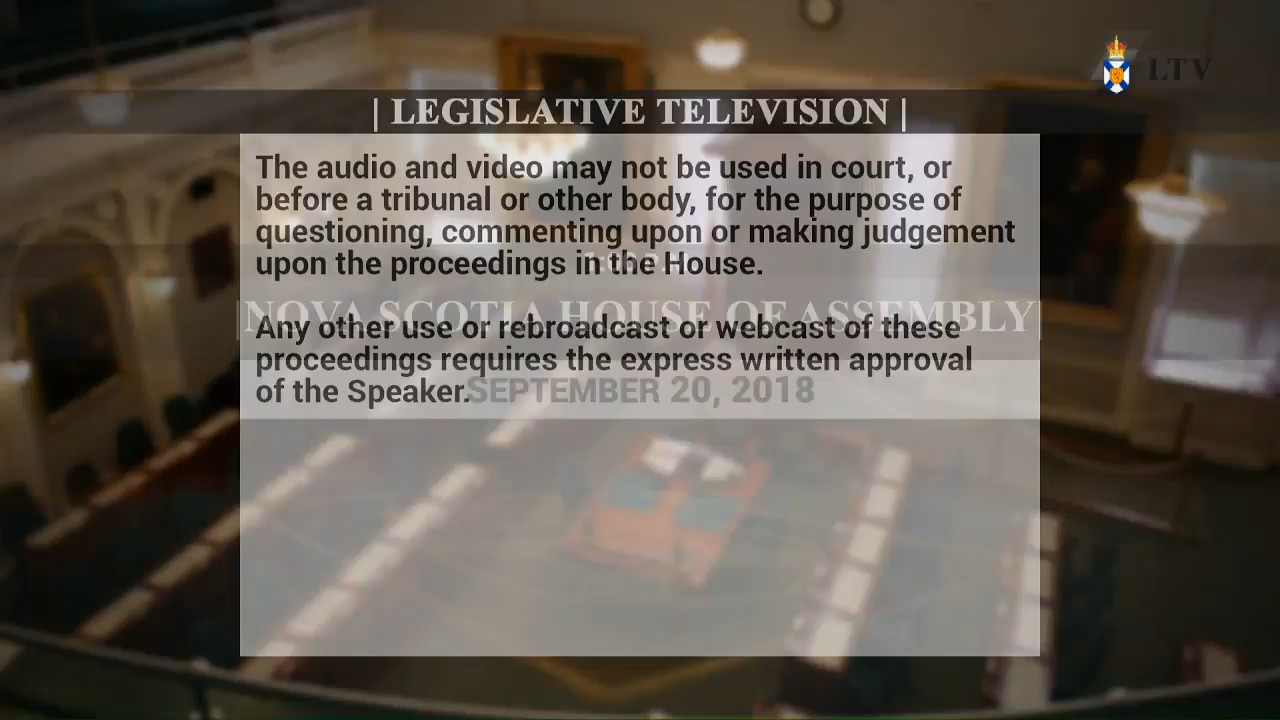 LTV
| LEGISLATIVE TELEVISION |
The audio and video may not be used in court, or
before a tribunal or other body, for the purpose of
questioning, commenting upon or making judgement
upon the proceedings in the House.
|NOVA SCOTIA HOUSE OF ASSEMBLY|
Any other use or rebroadcast or webcast of these
proceedings requires the express written approval
of the Speaker.
SEPTEMBER 20, 2018